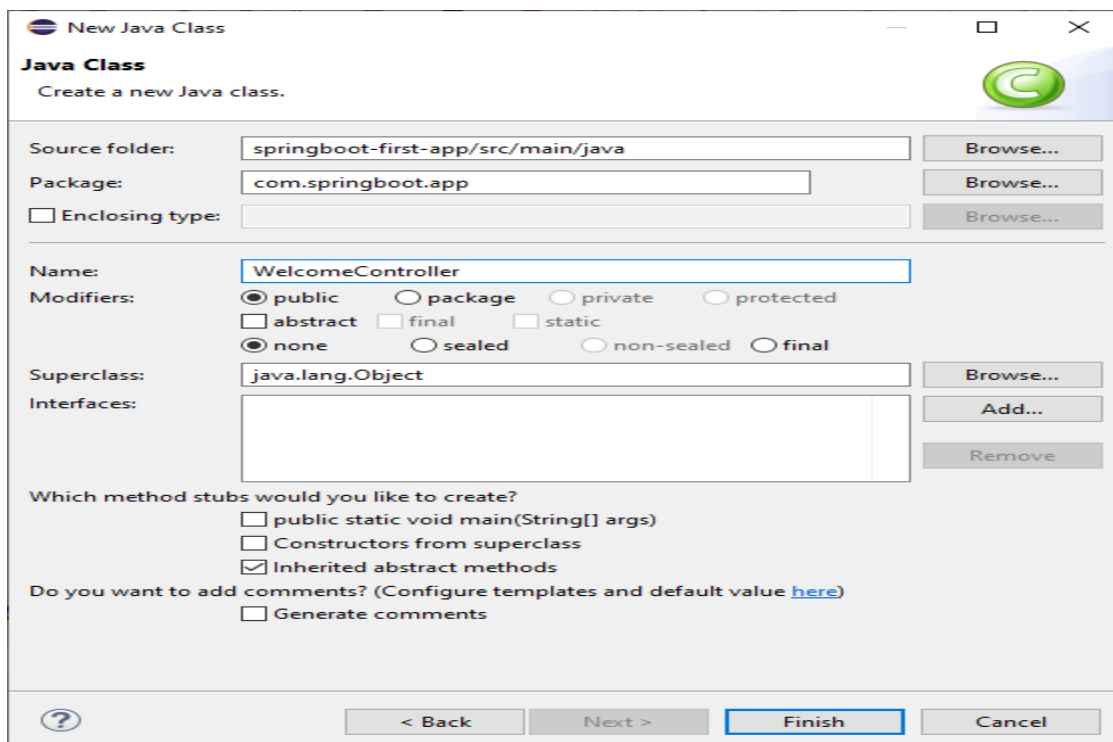 New Java Class
Java Class
Create a new Java class.
Source folder: springboot-first-app/src/main/java Browse...
Package: com.springboot.app Browse...
Enclosing type: Browse...
Name: WelcomeController
Modifiers: public package private protected
abstract final static
none sealed non-sealed final
Superclass: java.lang.Object Browse...
Interfaces: Add...
Remove
Which method stubs would you like to create?
public static void main(String[] args)
Constructors from superclass
Inherited abstract methods
Do you want to add comments? (Configure templates and default value here)
Generate comments
? < Back Next > Finish Cancel